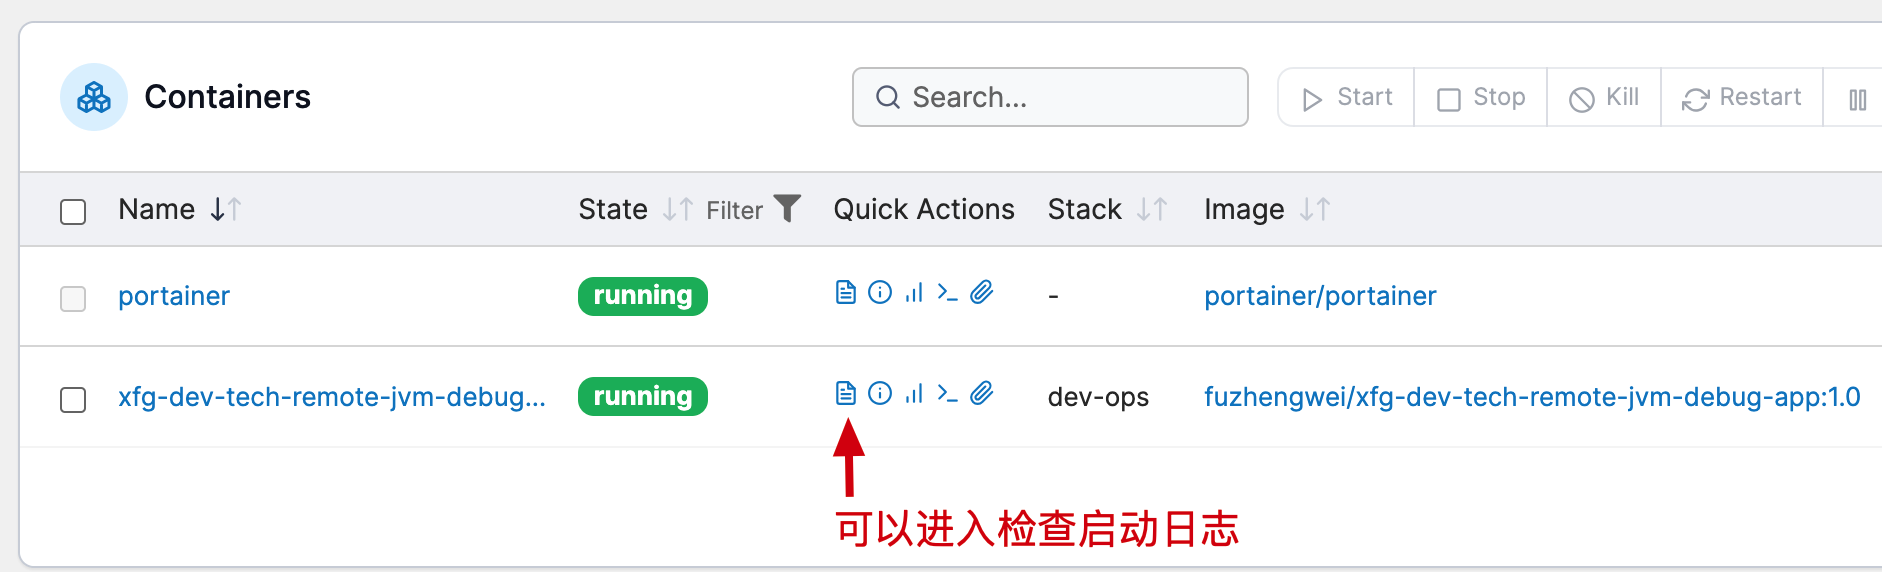 Containers
Search...
Start
Stop
Kill
Restart
Name
State
Filter
Quick Actions
Stack
Image
portainer
running
-
portainer/portainer
xfg-dev-tech-remote-jvm-debug...
running
dev-ops
fuzhengwei/xfg-dev-tech-remote-jvm-debug-app:1.0
可以进入检查启动日志